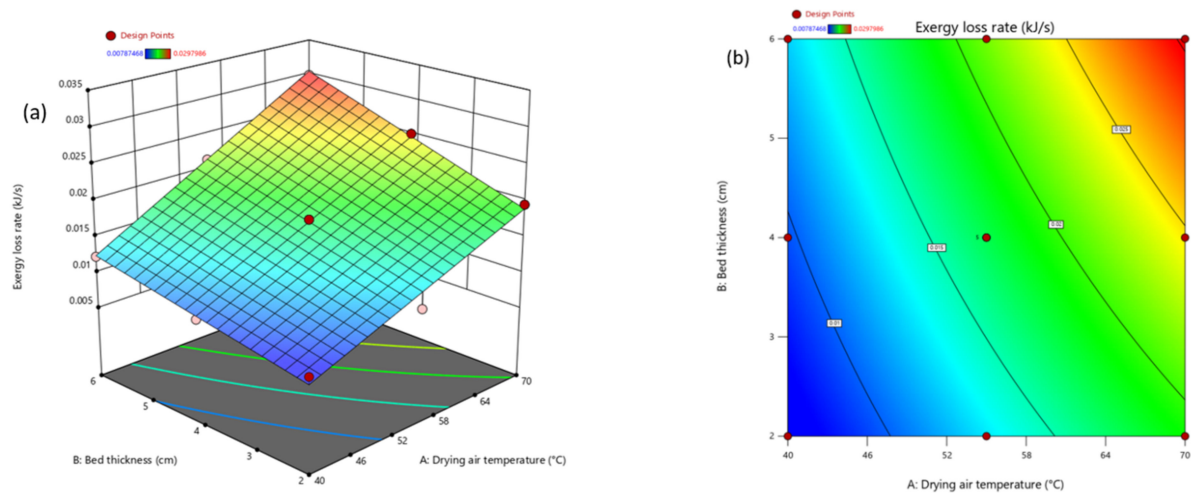 (a)
Design Points
0.00787468 0.0297986
0.035
0.03
0.025
0.02
0.015
0.01
0.005
Exergy loss rate (kJ/s)
6
5
4
3
2
B: Bed thickness (cm)
40
46
52
58
64
70
A: Drying air temperature (°C)
(b)
Design Points
0.00787468 0.0297986
Exergy loss rate (kJ/s)
6
5
4
3
2
B: Bed thickness (cm)
0.025
0.02
0.015
0.01
40 46 52 58 64 70
A: Drying air temperature (°C)